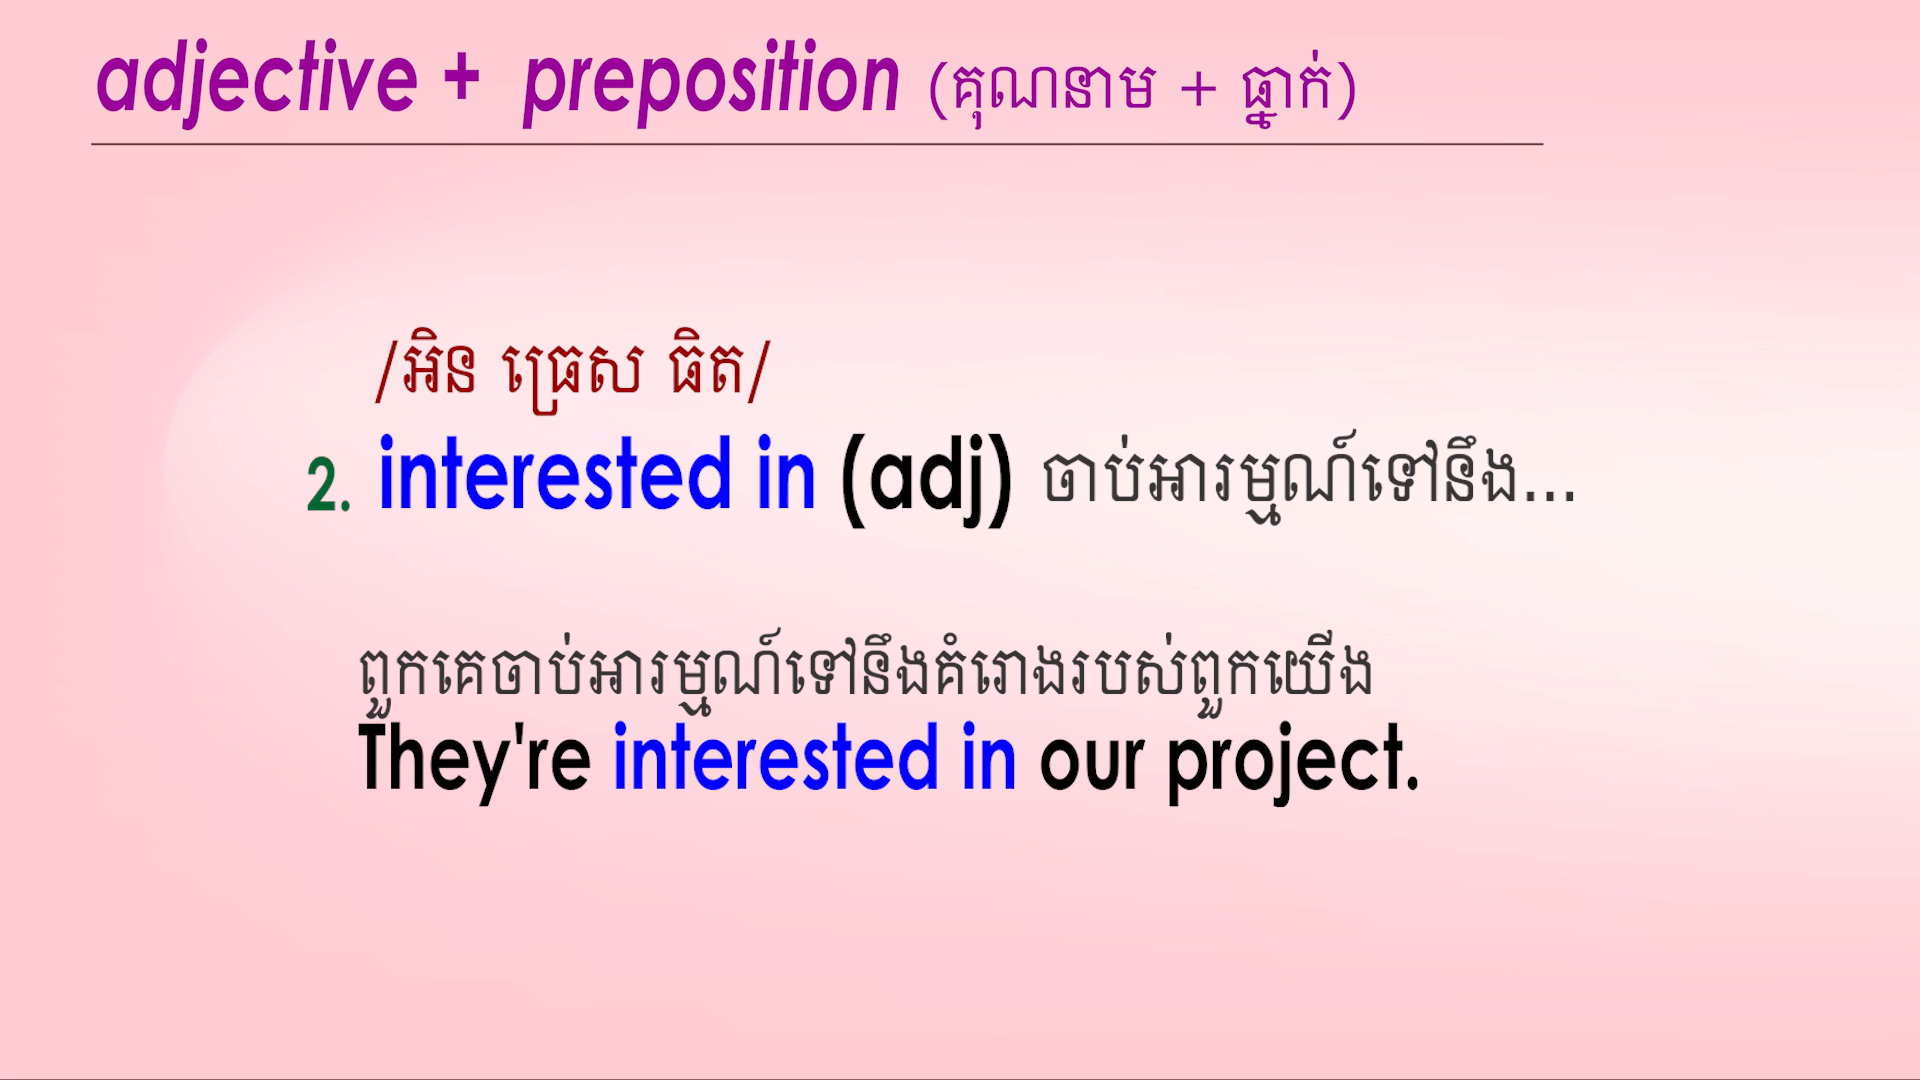 adjective + preposition (គុណនាម + ធ្នាក់)
/អិន ធ្រេស ធិត/
2. interested in (adj) ចាប់អារម្មណ៍ទៅនឹង...
ពួកគេចាប់អារម្មណ៍ទៅនឹងគំរោងរបស់ពួកយើង
They're interested in our project.